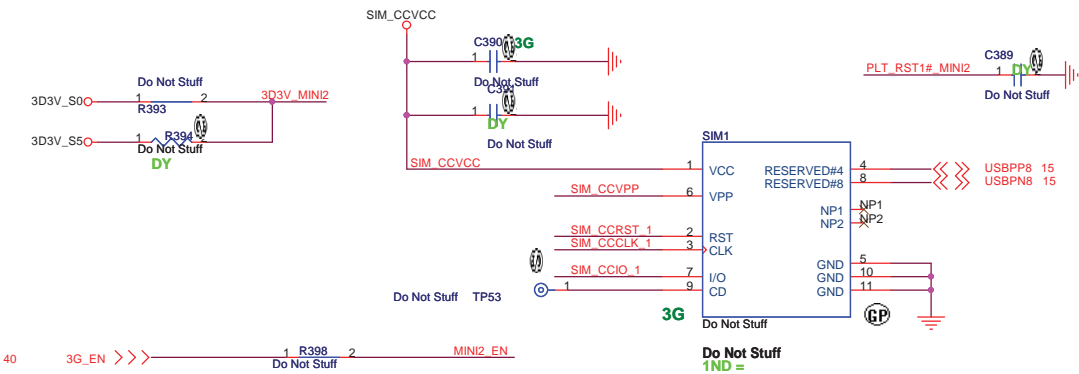 SIM_CCVCC
C390 3G
1
Do Not Stuff
C391
1
DY
Do Not Stuff
C389
PLT_RST1#_MINI2 1 DY
Do Not Stuff
Do Not Stuff
3D3V_S0 1 2 3D3V_MINI2
R393
3D3V_S5 1 R394 2
Do Not Stuff
DY
SIM1
SIM_CCVCC 1 VCC RESERVED#4 4 USBPP8 15
RESERVED#8 8 USBPN8 15
SIM_CCVPP 6 VPP
NP1 NP1
NP2 NP2
SIM_CCRST_1 2 RST
SIM_CCCLK_1 3 CLK
GND 5
SIM_CCIO_1 7 I/O GND 10
1 9 CD GND 11
Do Not Stuff TP53
3G GP
Do Not Stuff
40 3G_EN 1 R398 2 MINI2_EN
Do Not Stuff
Do Not Stuff
1ND =